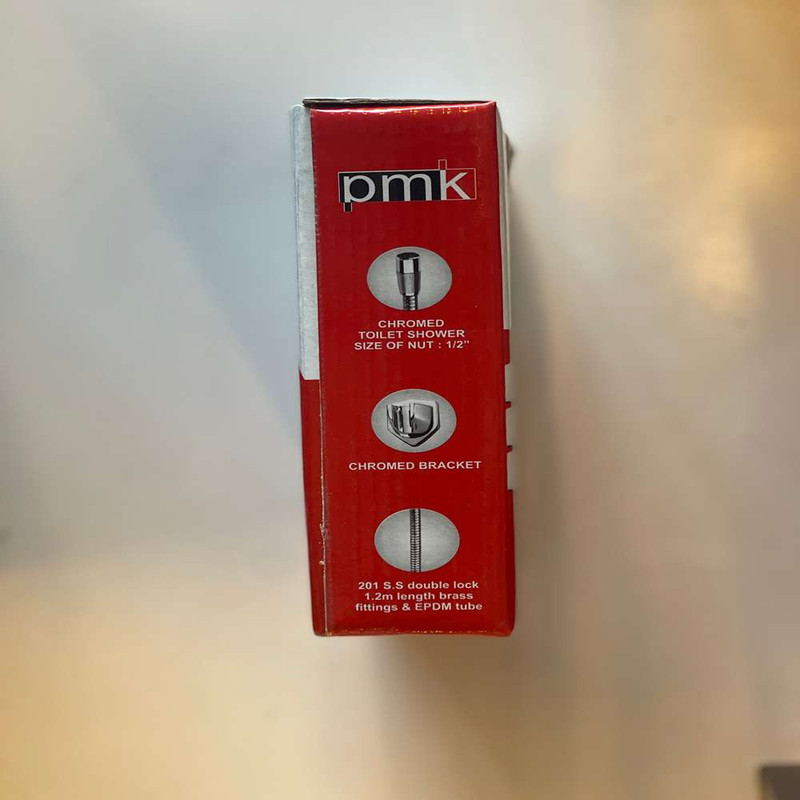 pmk
CHROMED
TOILET SHOWER
SIZE OF NUT : 1/2"
CHROMED BRACKET
201 S.S double lock
1.2m length brass
fittings & EPDM tube